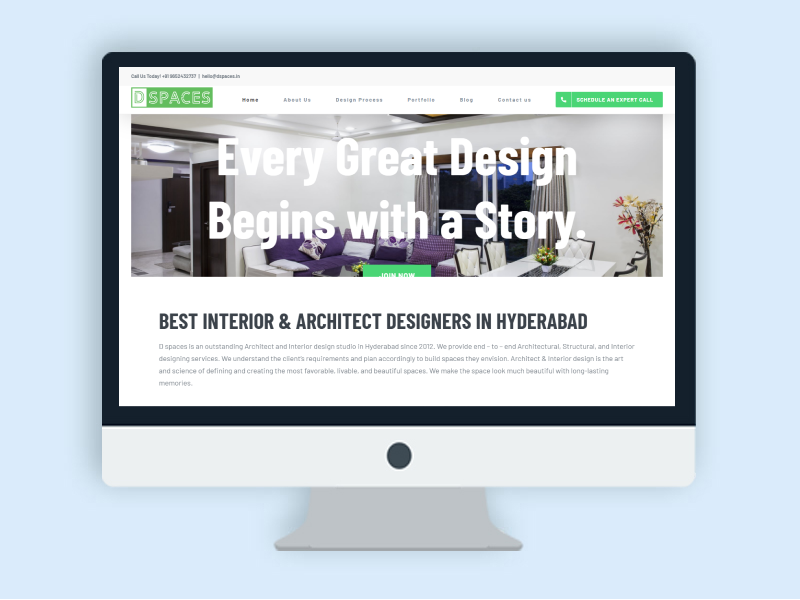 Call Us Today! +91 9953432737 | hello@dspaces.in
D SPACES
Home About Us Design Process Portfolio Blog Contact us SCHEDULE AN EXPERT CALL
Every Great Design
Begins with a Story.
JOIN NOW
BEST INTERIOR & ARCHITECT DESIGNERS IN HYDERABAD
D spaces is an outstanding Architect and Interior design studio in Hyderabad since 2012. We provide end - to - end Architectural, Structural, and Interior
designing services. We understand the client's requirements and plan accordingly to build spaces they envision. Architect & Interior design is the art
and science of defining and creating the most favorable, livable, and beautiful spaces. We make the space look much beautiful with long-lasting
memories.